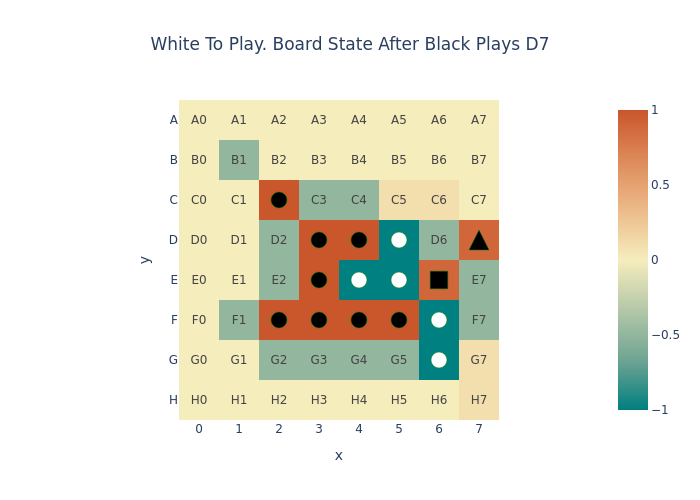 White To Play. Board State After Black Plays D7
A A0 A1 A2 A3 A4 A5 A6 A7
B B0 B1 B2 B3 B4 B5 B6 B7
C C0 C1 C3 C4 C5 C6 C7
D D0 D1 D2 D6
E E0 E1 E2 E7
F F0 F1 F7
G G0 G1 G2 G3 G4 G5 G7
H H0 H1 H2 H3 H4 H5 H6 H7
0 1 2 3 4 5 6 7
x
y
1
0.5
0
−0.5
−1